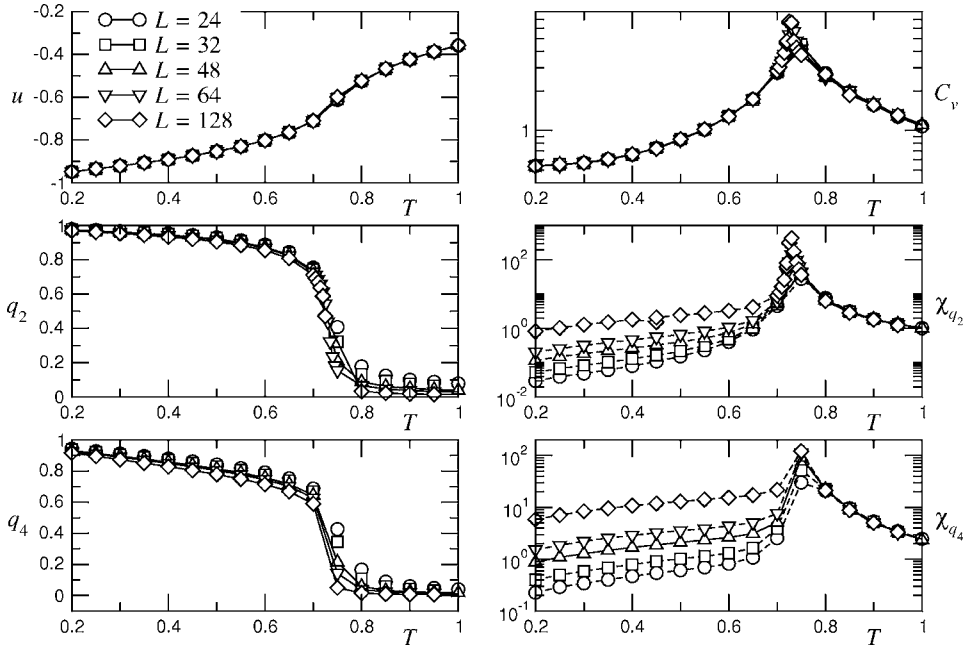 -0.2
-0.4
u
-0.6
-0.8
-1
L = 24
L = 32
L = 48
L = 64
L = 128
0.2 0.4 0.6 0.8 1
T
1
C_v
0.2 0.4 0.6 0.8 1
T
1
0.8
0.6
q_2
0.4
0.2
0
0.2 0.4 0.6 0.8 1
T
10^2
χ_{q_2}
10^0
10^-2
0.2 0.4 0.6 0.8 1
T
1
0.8
0.6
q_4
0.4
0.2
0
0.2 0.4 0.6 0.8 1
T
10^2
10^1
χ_{q_4}
10^0
10^-1
0.2 0.4 0.6 0.8 1
T